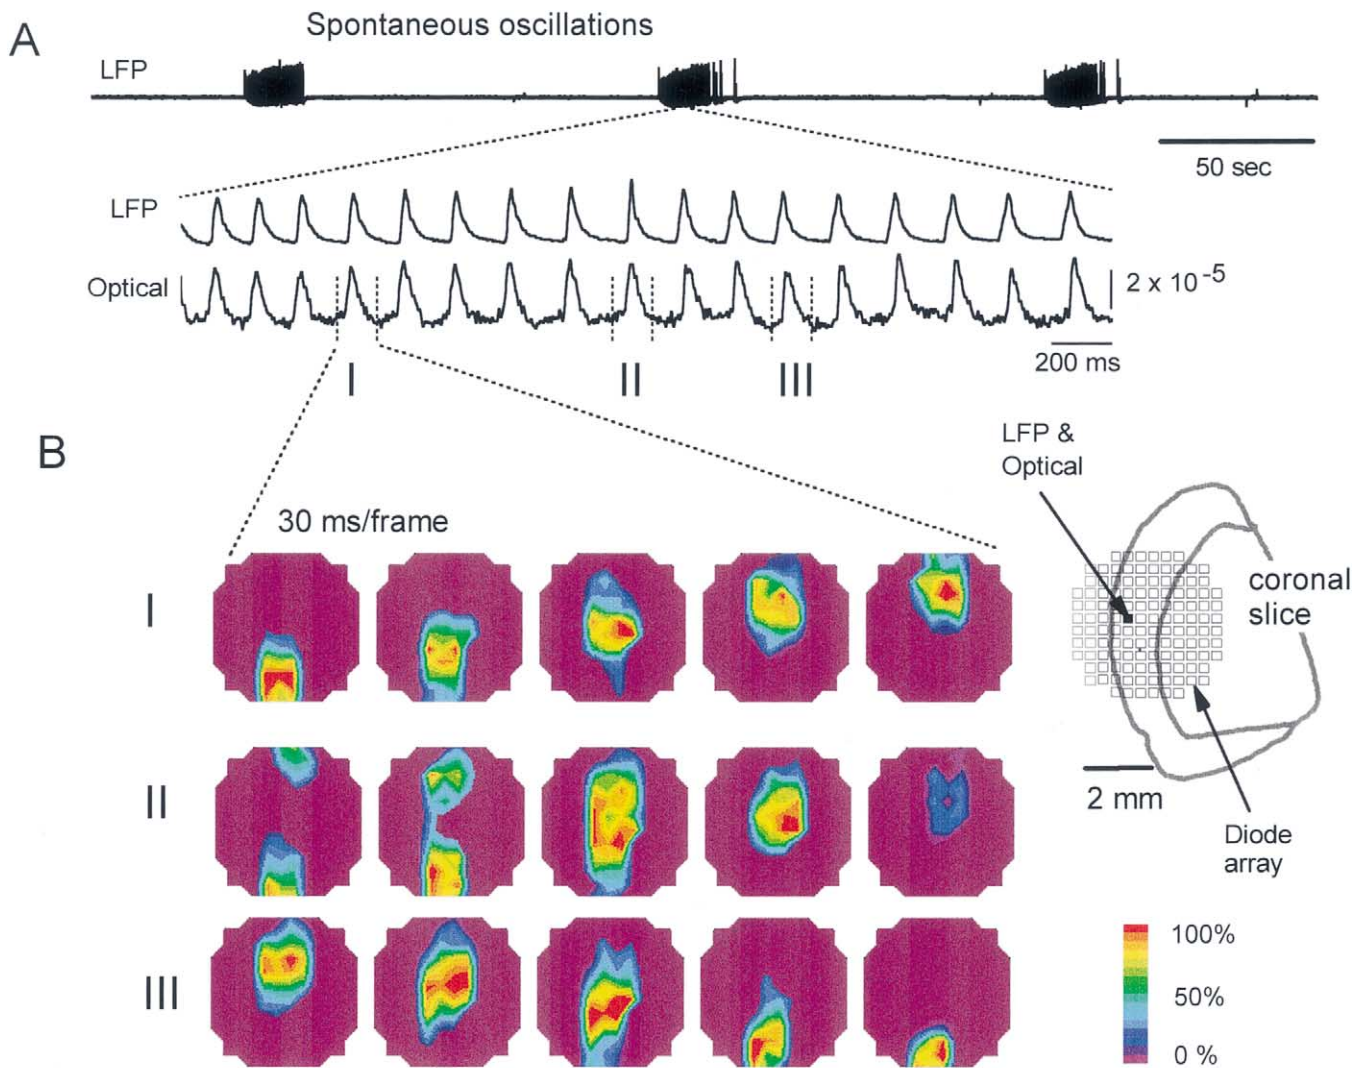 A
Spontaneous oscillations
LFP
50 sec
LFP
Optical
2 x 10 -5
200 ms
I II III
B
LFP &
Optical
30 ms/frame
I
coronal
slice
II
2 mm
Diode
array
III
100%
50%
0 %